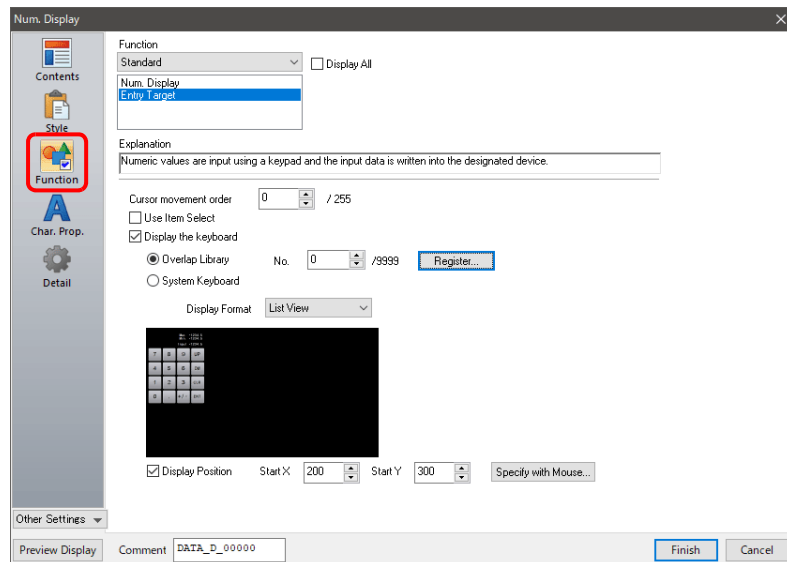 Num. Display
Contents
Style
Function
Char. Prop.
Detail
Other Settings
Preview Display
Function
Standard
Display All
Num. Display
Entry Target
Explanation
Numeric values are input using a keypad and the input data is written into the designated device.
Cursor movement order 0 / 255
Use Item Select
Display the keyboard
Overlap Library No. 0 /9999 Register...
System Keyboard
Display Format List View
7 8 9 UP
4 5 6 DW
1 2 3 CLR
0 . +/- ENT
Display Position Start X 200 Start Y 300 Specify with Mouse...
Comment DATA_D_00000
Finish Cancel